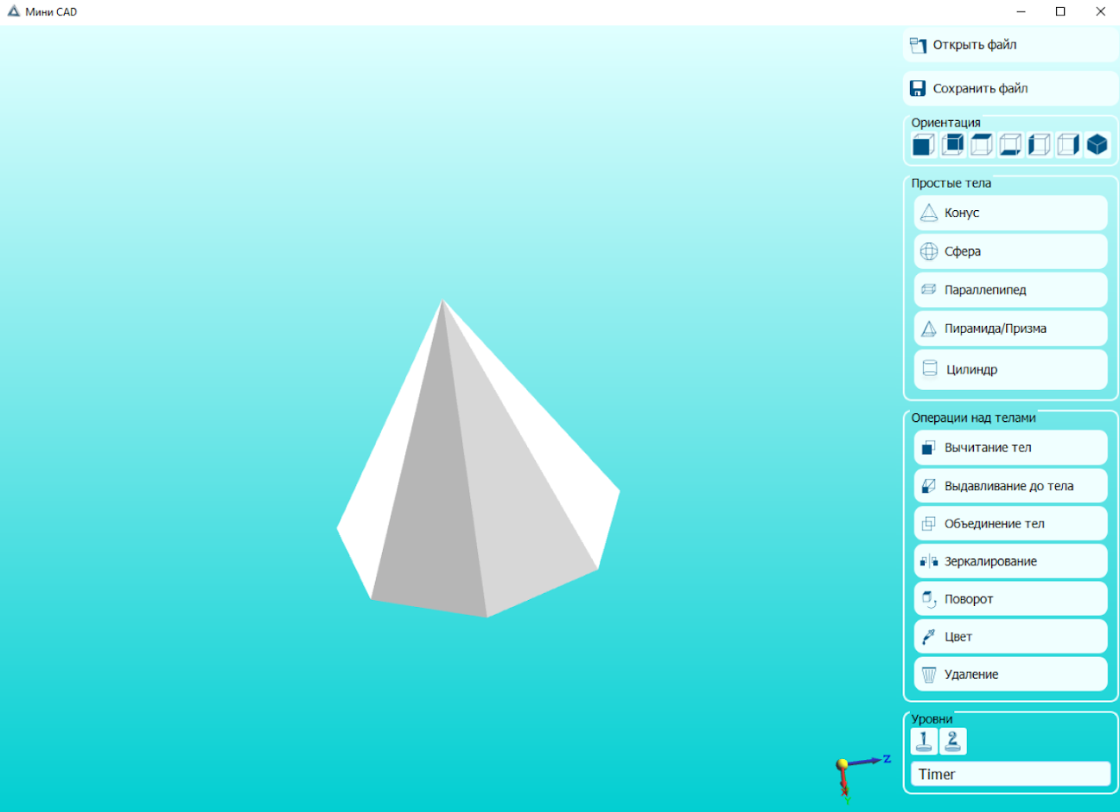 Мини CAD
Открыть файл
Сохранить файл
Ориентация
Простые тела
Конус
Сфера
Параллепипед
Пирамида/Призма
Цилиндр
Операции над телами
Вычитание тел
Выдавливание до тела
Объединение тел
Зеркалирование
Поворот
Цвет
Удаление
Уровни
1 2
Timer
Z